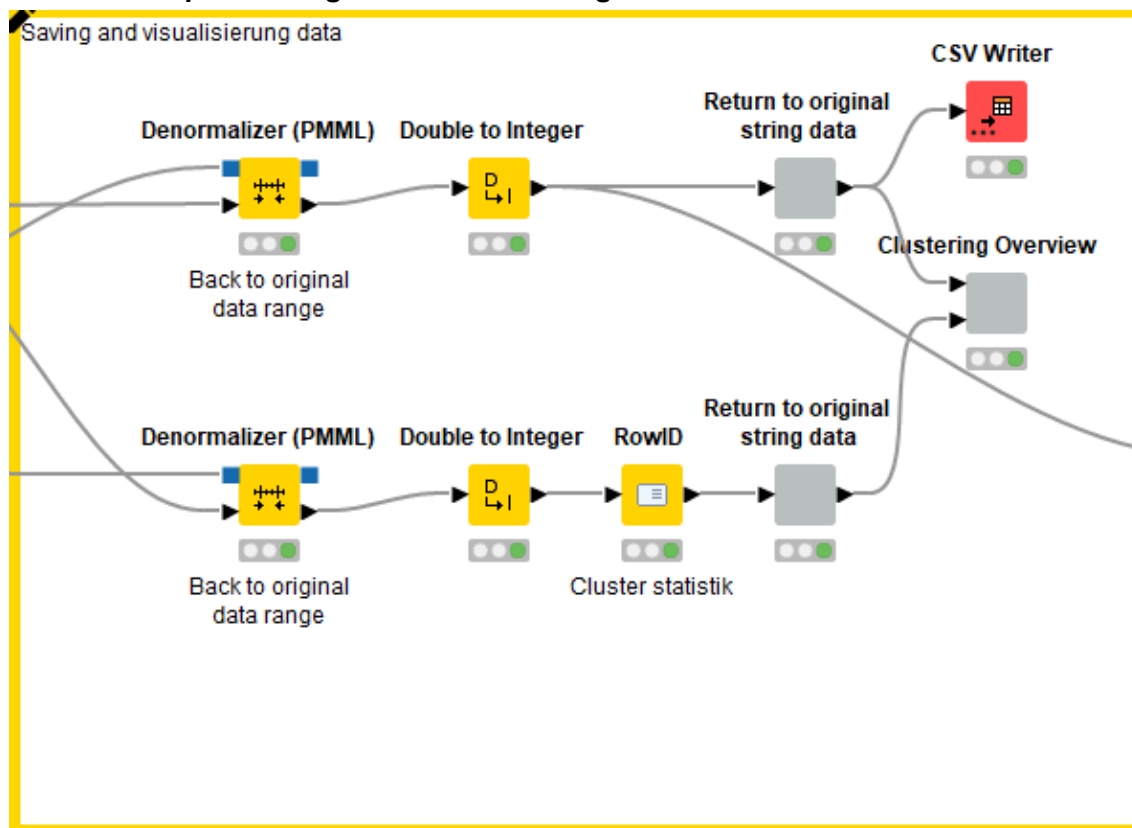 Saving and visualisierung data
CSV Writer
Return to original
string data
Denormalizer (PMML)
Double to Integer
D
I
Clustering Overview
Back to original
data range
Return to original
string data
Denormalizer (PMML)
Double to Integer
RowID
D
I
Back to original
data range
Cluster statistik